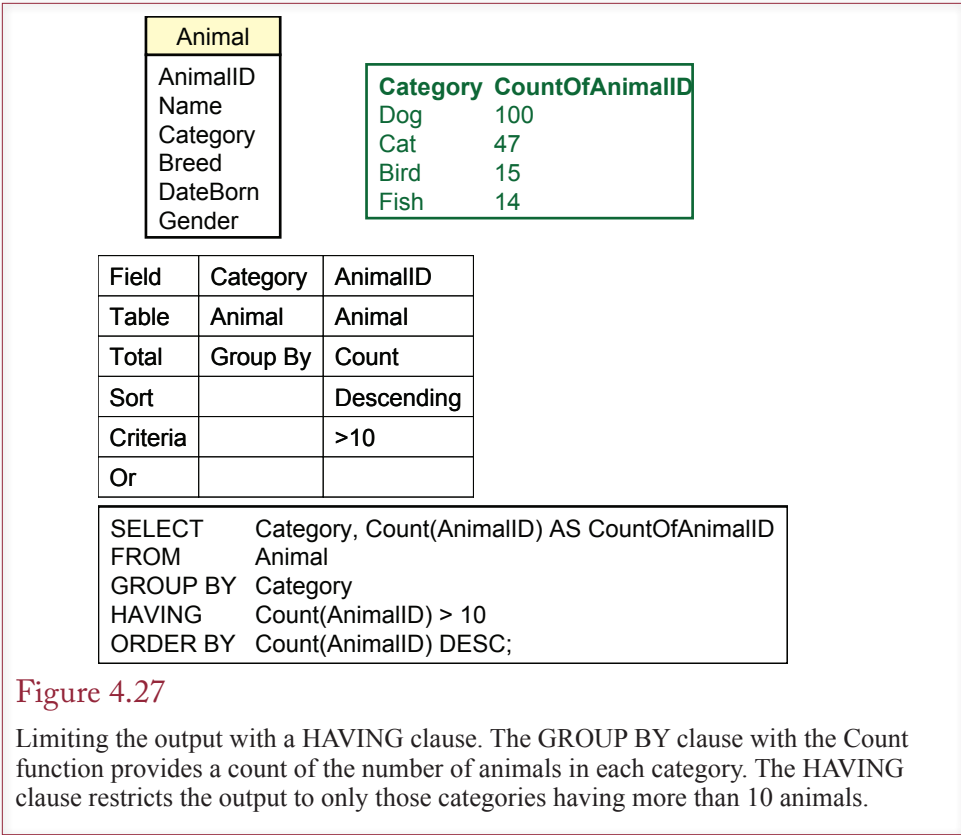 Animal
AnimalID
Name
Category
Breed
DateBorn
Gender
Category CountOfAnimalID
Dog 100
Cat 47
Bird 15
Fish 14
Field Category AnimalID
Table Animal Animal
Total Group By Count
Sort Descending
Criteria >10
Or
SELECT Category, Count(AnimalID) AS CountOfAnimalID
FROM Animal
GROUP BY Category
HAVING Count(AnimalID) > 10
ORDER BY Count(AnimalID) DESC;
Figure 4.27
Limiting the output with a HAVING clause. The GROUP BY clause with the Count
function provides a count of the number of animals in each category. The HAVING
clause restricts the output to only those categories having more than 10 animals.